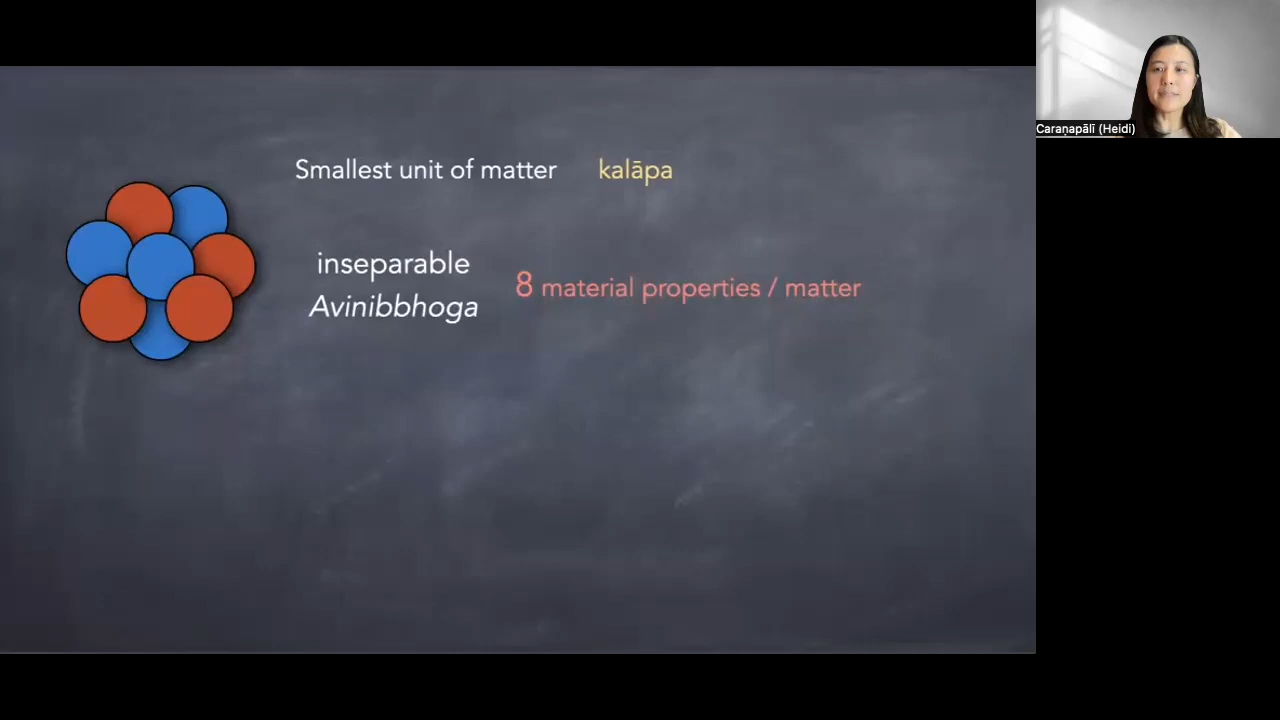 Smallest unit of matter kalāpa
inseparable
Avinibbhoga
8 material properties / matter
Caraṇapālī (Heidi)